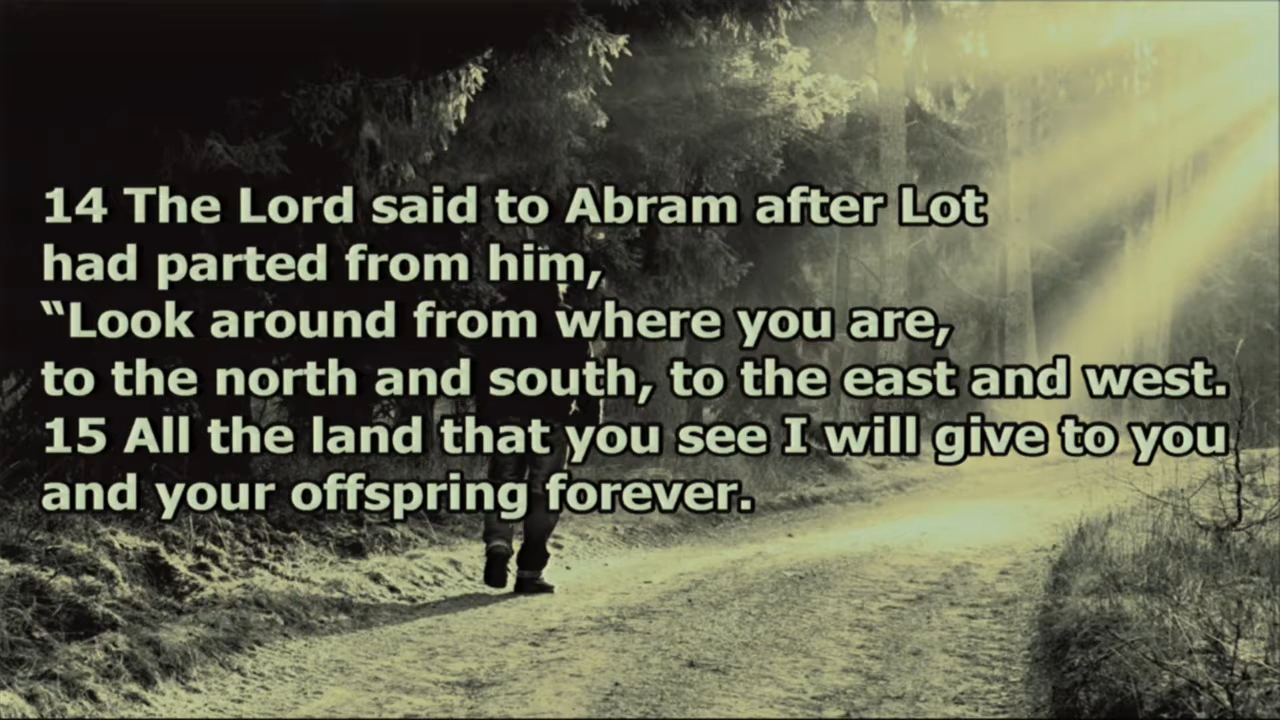 14 The Lord said to Abram after Lot
had parted from him,
“Look around from where you are,
to the north and south, to the east and west.
15 All the land that you see I will give to you
and your offspring forever.